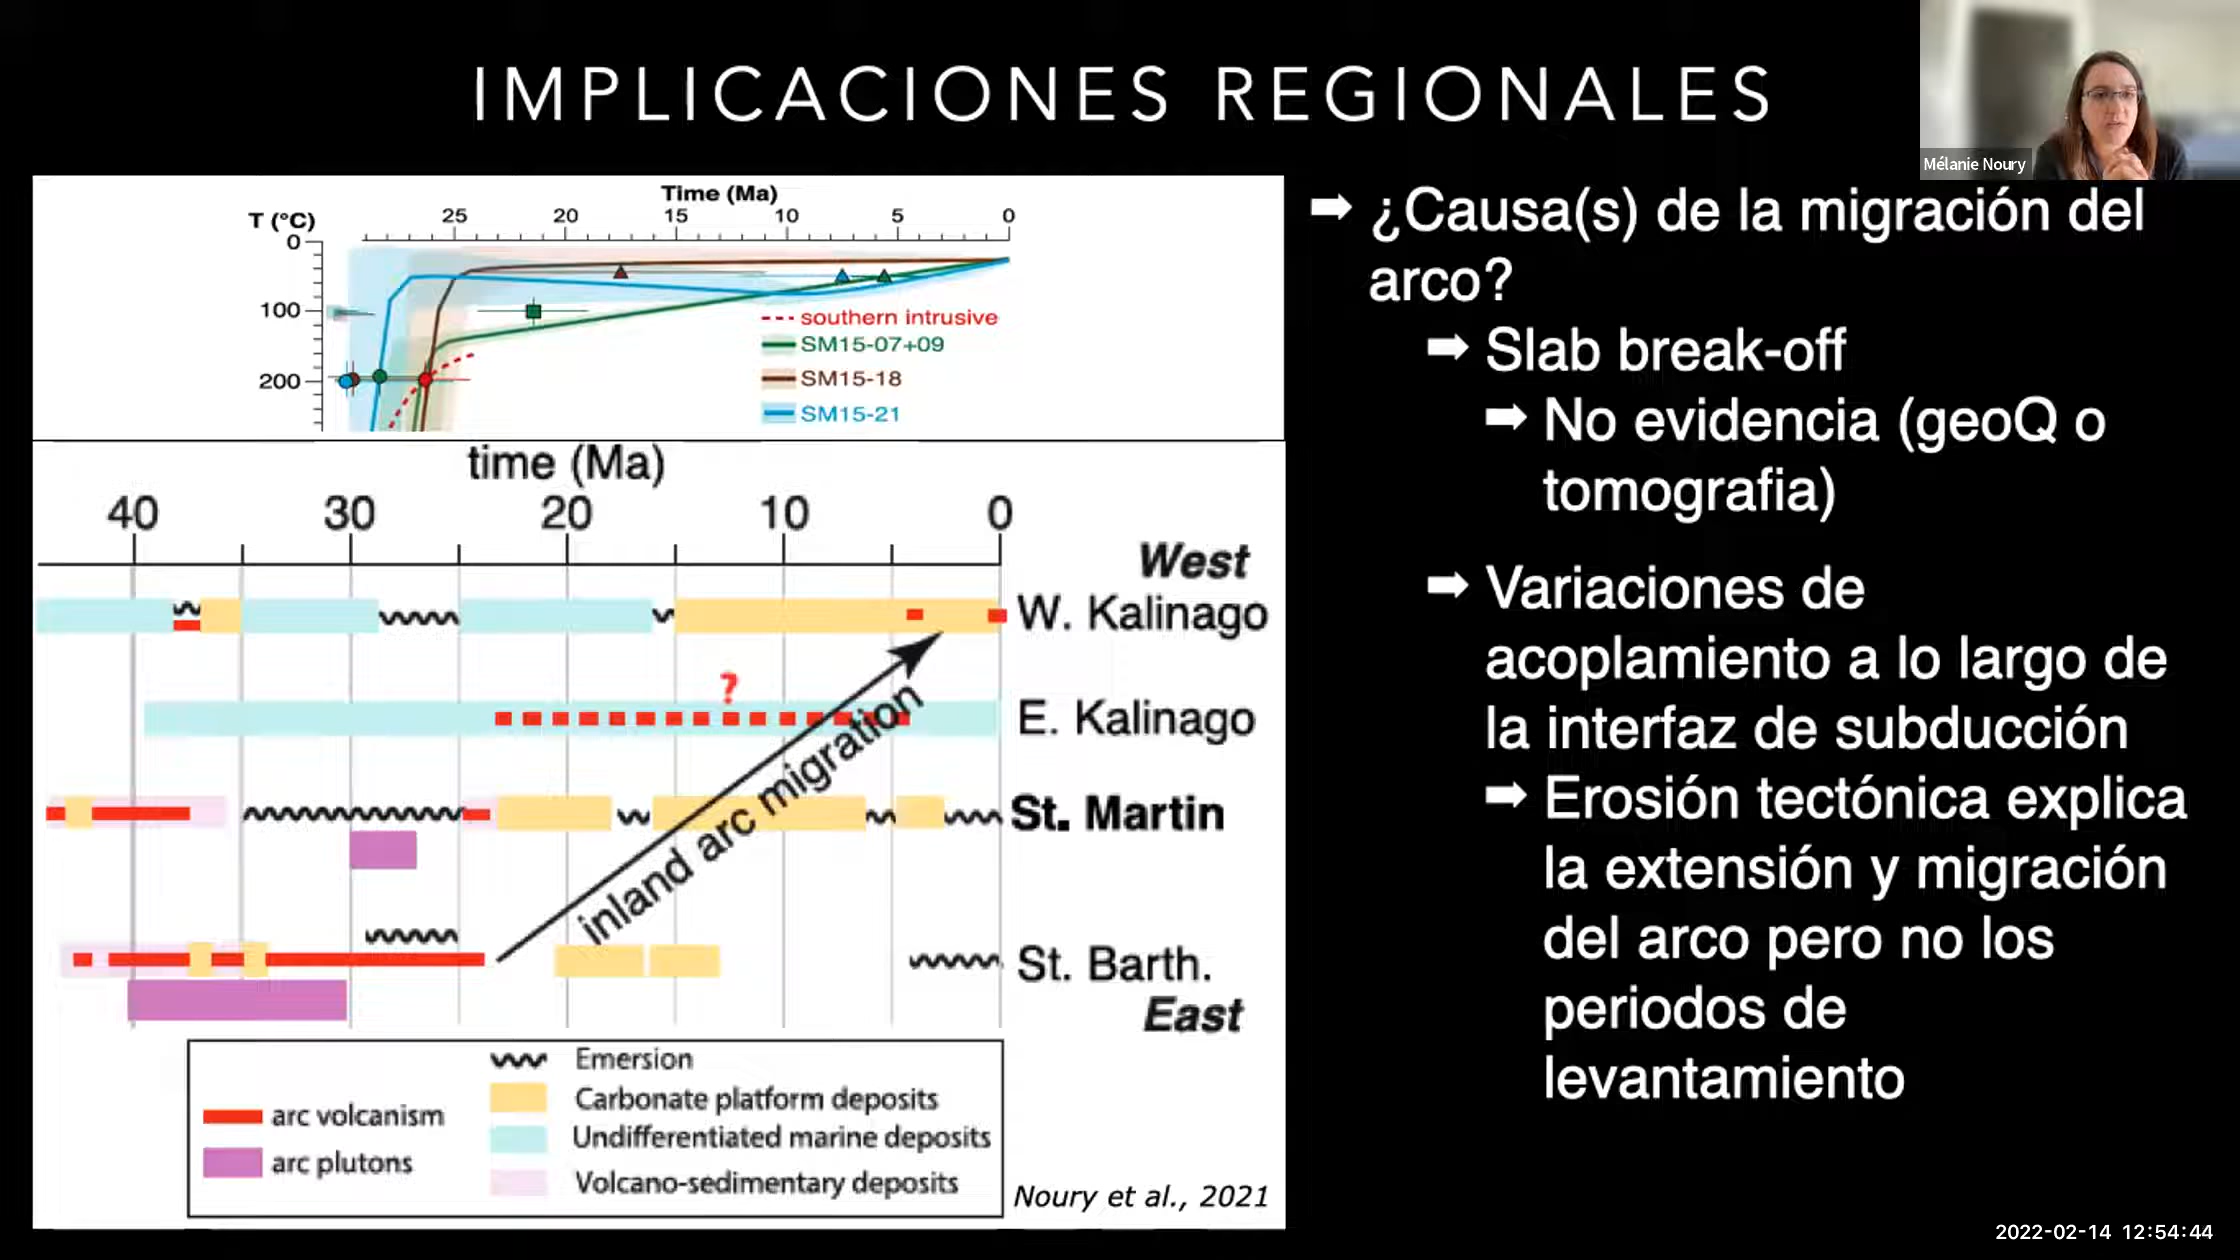 IMPLICACIONES REGIONALES
Mélanie Noury
Time (Ma)
T (°C)
25 20 15 10 5 0
0
100
200
southern intrusive
SM15-07+09
SM15-18
SM15-21
time (Ma)
40 30 20 10 0
West
W. Kalinago
?
E. Kalinago
inland arc migration
St. Martin
St. Barth.
East
arc volcanism
arc plutons
Emersion
Carbonate platform deposits
Undifferentiated marine deposits
Volcano-sedimentary deposits
Noury et al., 2021
➡ ¿Causa(s) de la migración del
arco?
➡ Slab break-off
➡ No evidencia (geoQ o
tomografia)
➡ Variaciones de
acoplamiento a lo largo de
la interfaz de subducción
➡ Erosión tectónica explica
la extensión y migración
del arco pero no los
periodos de
levantamiento
2022-02-14 12:54:44